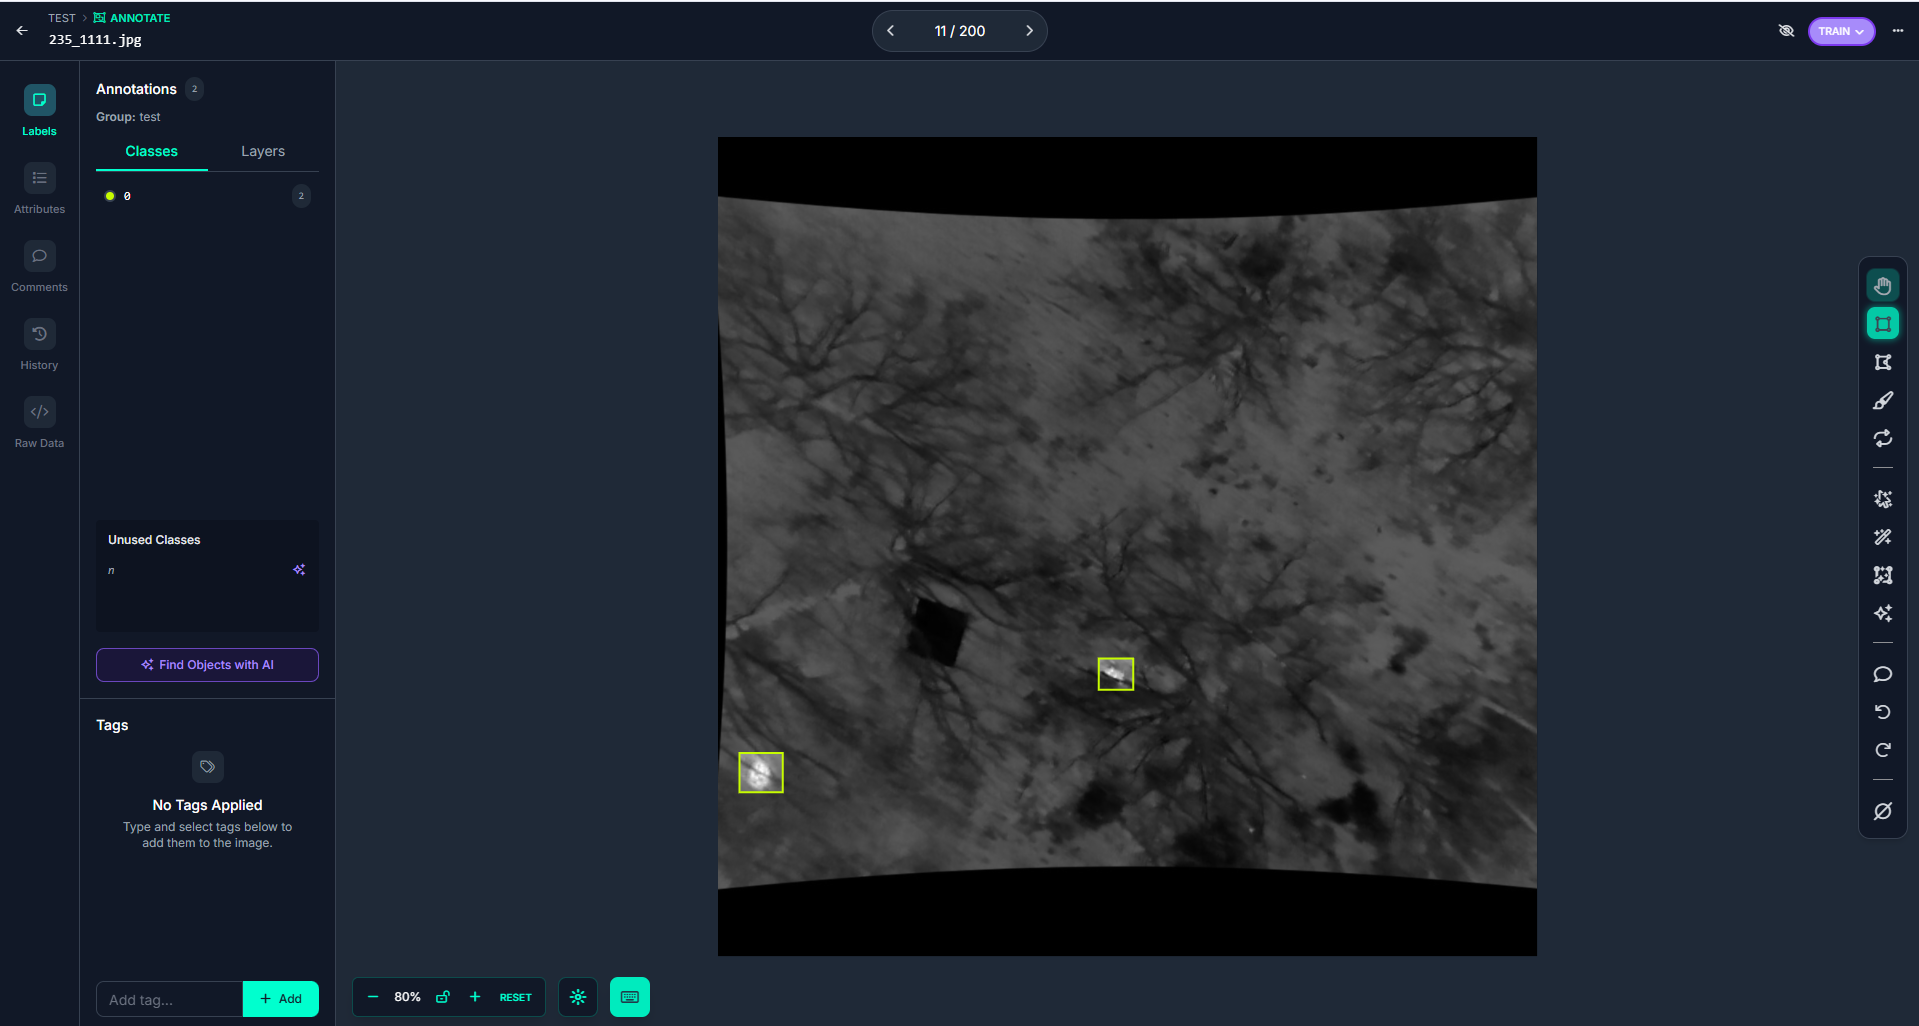 TEST > ANNOTATE
235_1111.jpg
11 / 200
TRAIN
Labels
Attributes
Comments
History
Raw Data
Annotations 2
Group: test
Classes Layers
0 2
Unused Classes
n
Find Objects with AI
Tags
No Tags Applied
Type and select tags below to
add them to the image.
Add tag... + Add
80% RESET